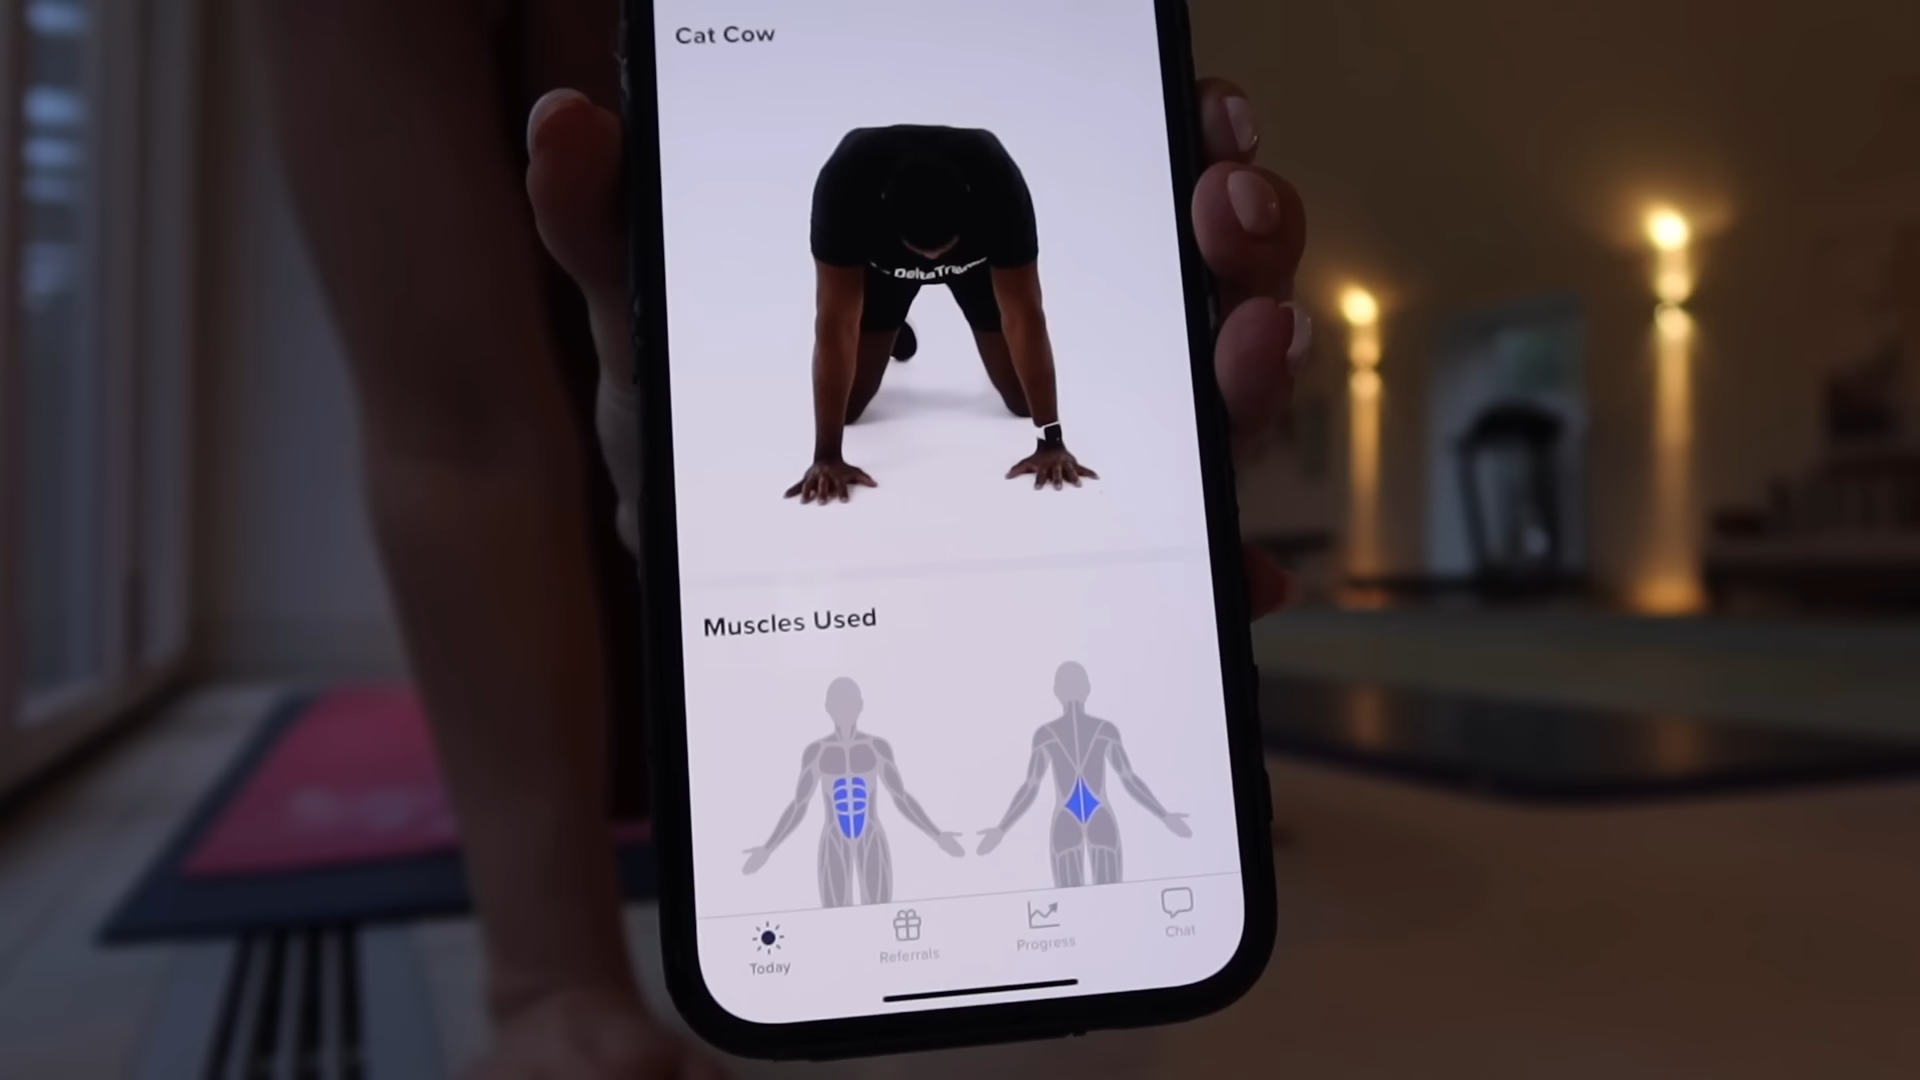 Cat Cow
Muscles Used
Today
Referrals
Progress
Chat